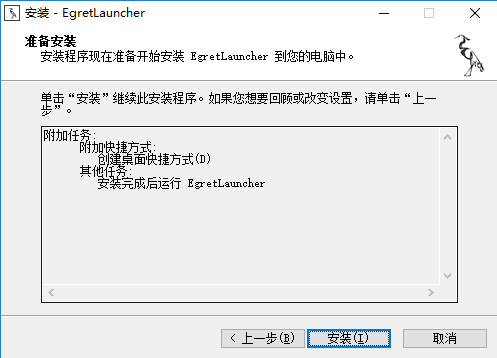 安装 - EgretLauncher
准备安装
安装程序现在准备开始安装 EgretLauncher 到您的电脑中。
单击“安装”继续此安装程序。如果您想要回顾或改变设置，请单击“上一
步”。
附加任务:
附加快捷方式:
创建桌面快捷方式(D)
其他任务:
安装完成后运行 EgretLauncher
< 上一步(B)
安装(I)
取消